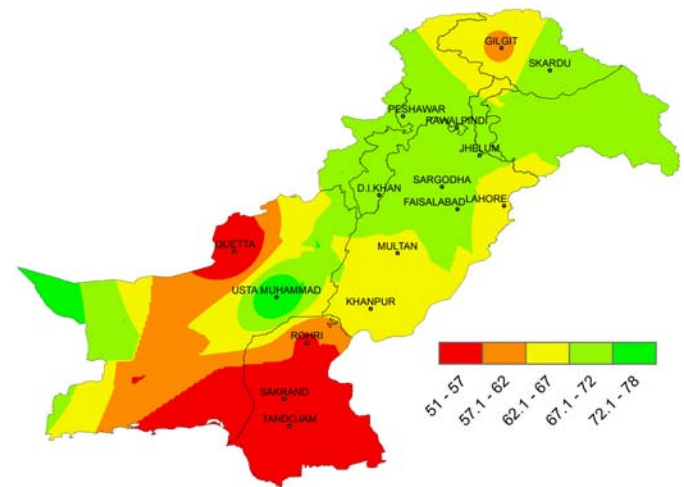 GILGIT
SKARDU
PESHAWAR
RAWALPINDI
JHELUM
SARGODHA
D.I.KHAN
FAISALABAD
LAHORE
QUETTA
MULTAN
USTA MUHAMMAD
KHANPUR
ROHRI
SAKRAND
TANDOJAM
51 - 57
57.1 - 62
62.1 - 67
67.1 - 72
72.1 - 78